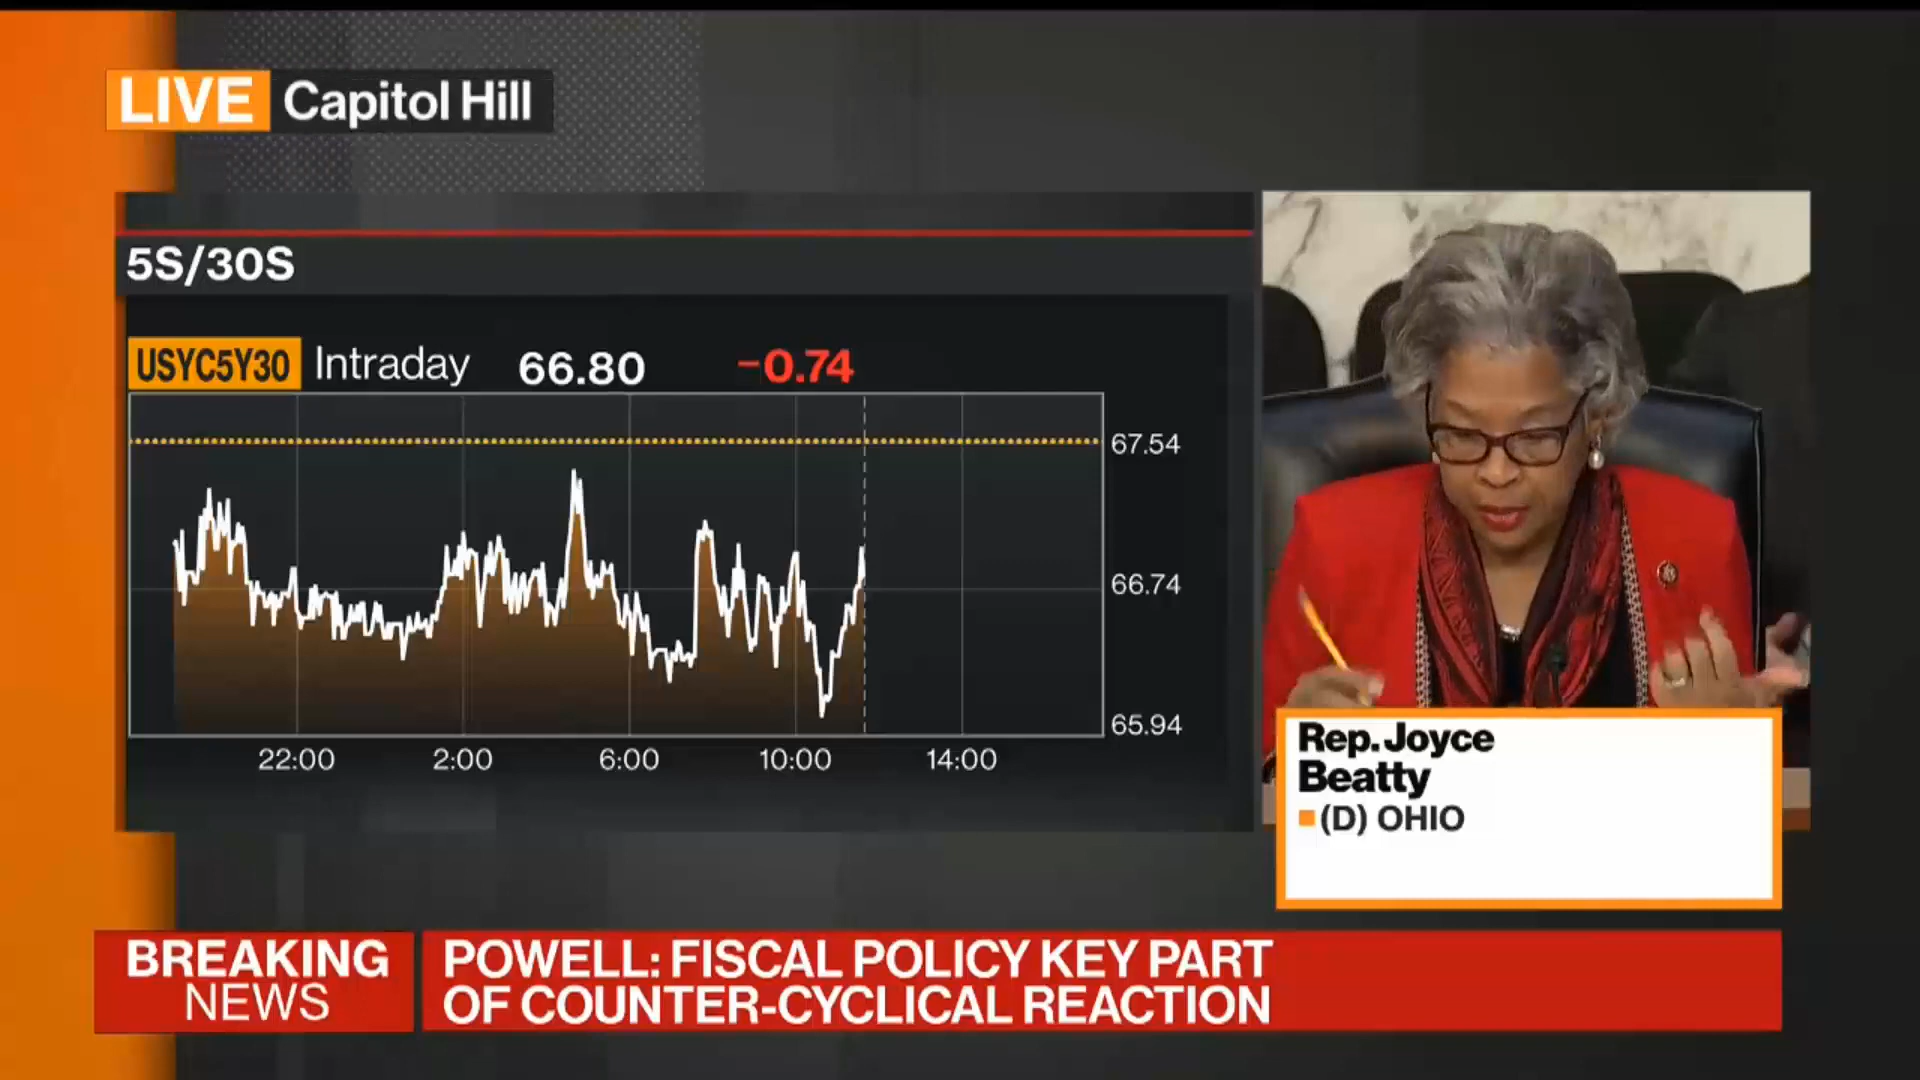 LIVE Capitol Hill
5S/30S
USYC5Y30 Intraday 66.80 -0.74
67.54
66.74
65.94
22:00 2:00 6:00 10:00 14:00
Rep. Joyce
Beatty
(D) OHIO
BREAKING
NEWS
POWELL: FISCAL POLICY KEY PART
OF COUNTER-CYCLICAL REACTION